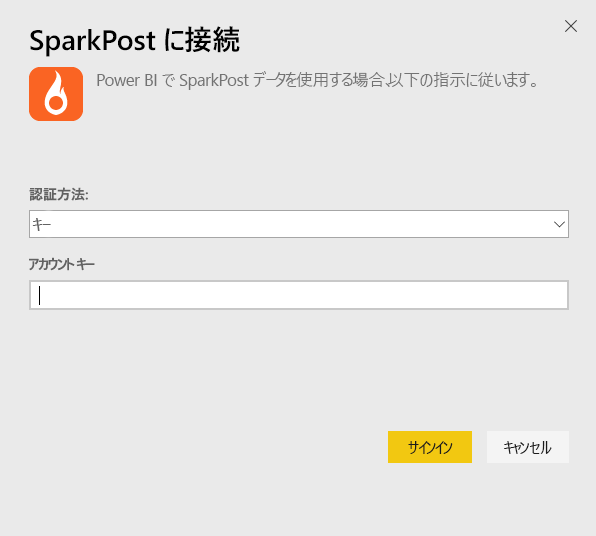 SparkPost に接続
Power BI で SparkPost データを使用する場合､以下の指示に従います。
認証方法:
キー
アカウント キー
サインイン
キャンセル